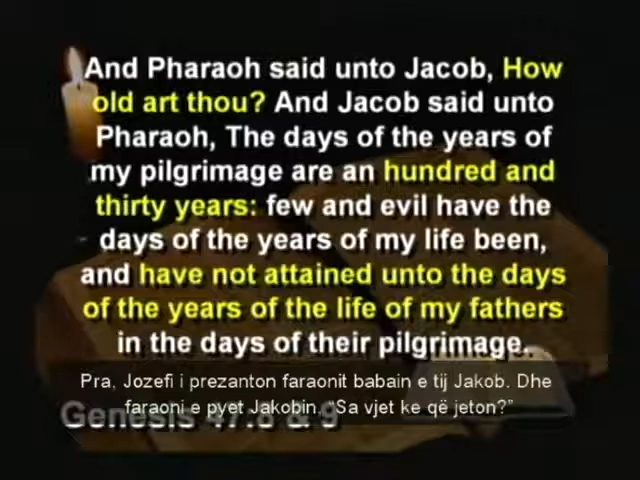 And Pharaoh said unto Jacob, How
old art thou? And Jacob said unto
Pharaoh, The days of the years of
my pilgrimage are an hundred and
thirty years: few and evil have the
days of the years of my life been,
and have not attained unto the days
of the years of the life of my fathers
in the days of their pilgrimage.
Pra, Jozefi i prezanton faraonit babain e tij Jakob. Dhe
faraoni e pyet Jakobin. “Sa vjet ke që jeton?”
Genesis 47:8 & 9